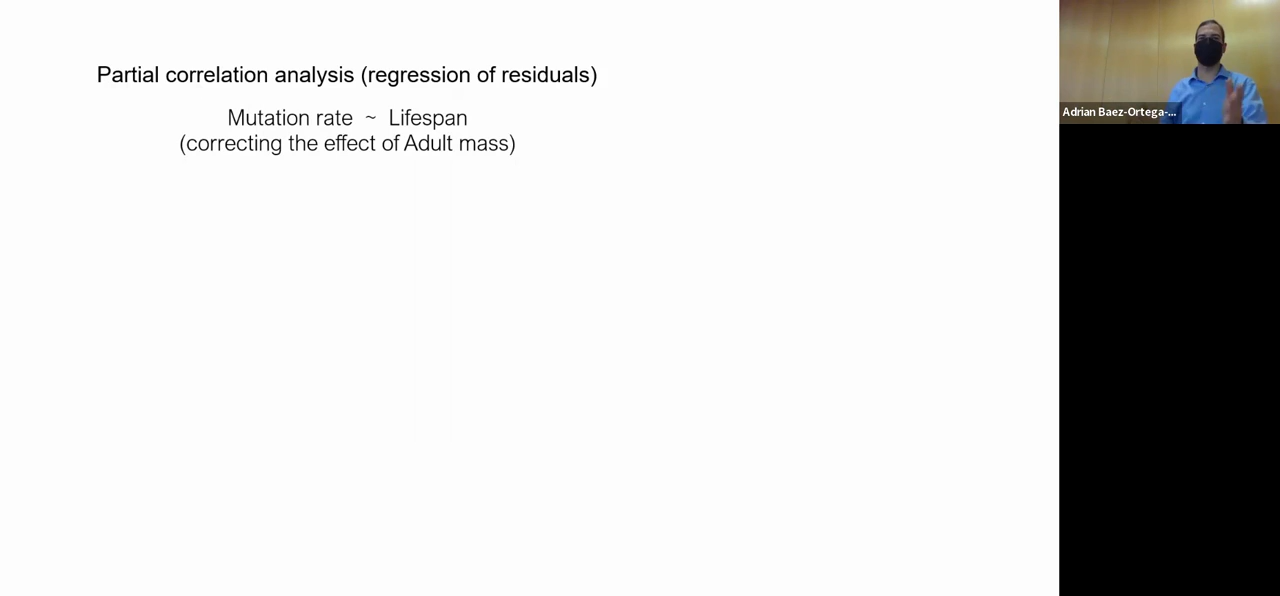 Partial correlation analysis (regression of residuals)
Mutation rate ~ Lifespan
(correcting the effect of Adult mass)
Adrian Baez-Ortega-...